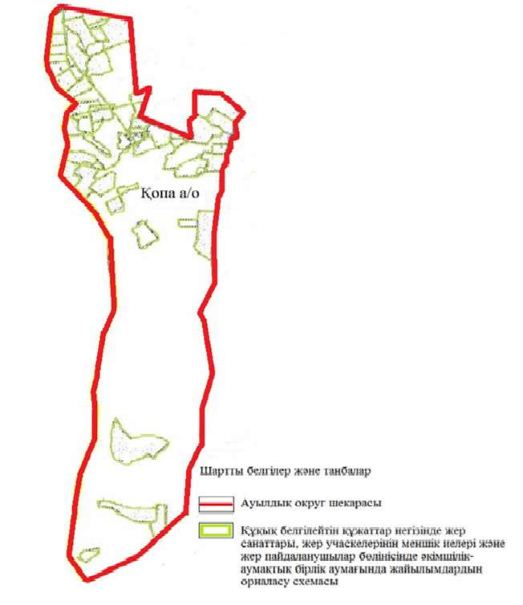 Қопа а/о
Шартты белгілер және таңбалар
Ауылдық округ шекарасы
Құқық белгілейтін құжаттар негізінде жер
санаттары, жер учаскелерінің меншік иелері және
жер пайдаланушылар бөлінісінде әкімшілік-
аумақтық бірлік аумағында жайылымдардың
орналасу схемасы